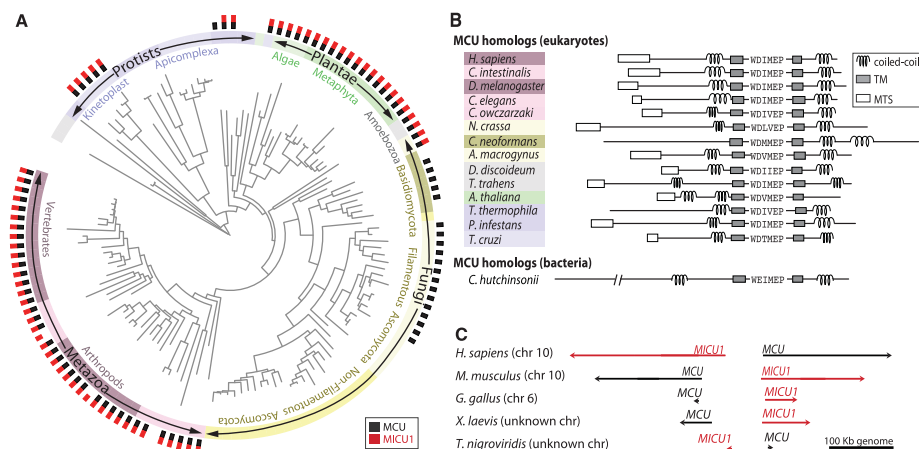 A
Protists
Kinetoplast
Apicomplexa
Plantae
Algae
Metaphyta
Amoebozoa
Basidiomycota
Fungi
Filamentous Ascomycota
Non-Filamentous Ascomycota
Metazoa
Arthropods
Vertebrates
MCU
MICU1
B
MCU homologs (eukaryotes)
H. sapiens WDIMEP
C. intestinalis WDIMEP
D. melanogaster WDIMEP
C. elegans WDIMEP
C. owczarzaki WDIVEP
N. crassa WDLVEP
C. neoformans WDMMEP
A. macrogynus WDVMEP
D. discoideum WDIIEP
T. trahens WDIMEP
A. thaliana WDVMEP
T. thermophila WDIVEP
P. infestans WDIMEP
T. cruzi WDTMEP
coiled-coil
TM
MTS
MCU homologs (bacteria)
C. hutchinsonii WEIMEP
C
H. sapiens (chr 10) MICU1 MCU
M. musculus (chr 10) MCU MICU1
G. gallus (chr 6) MCU MICU1
X. laevis (unknown chr) MCU MICU1
T. niaroviridis (unknown chr) MICU1 MCU
100 Kb genome